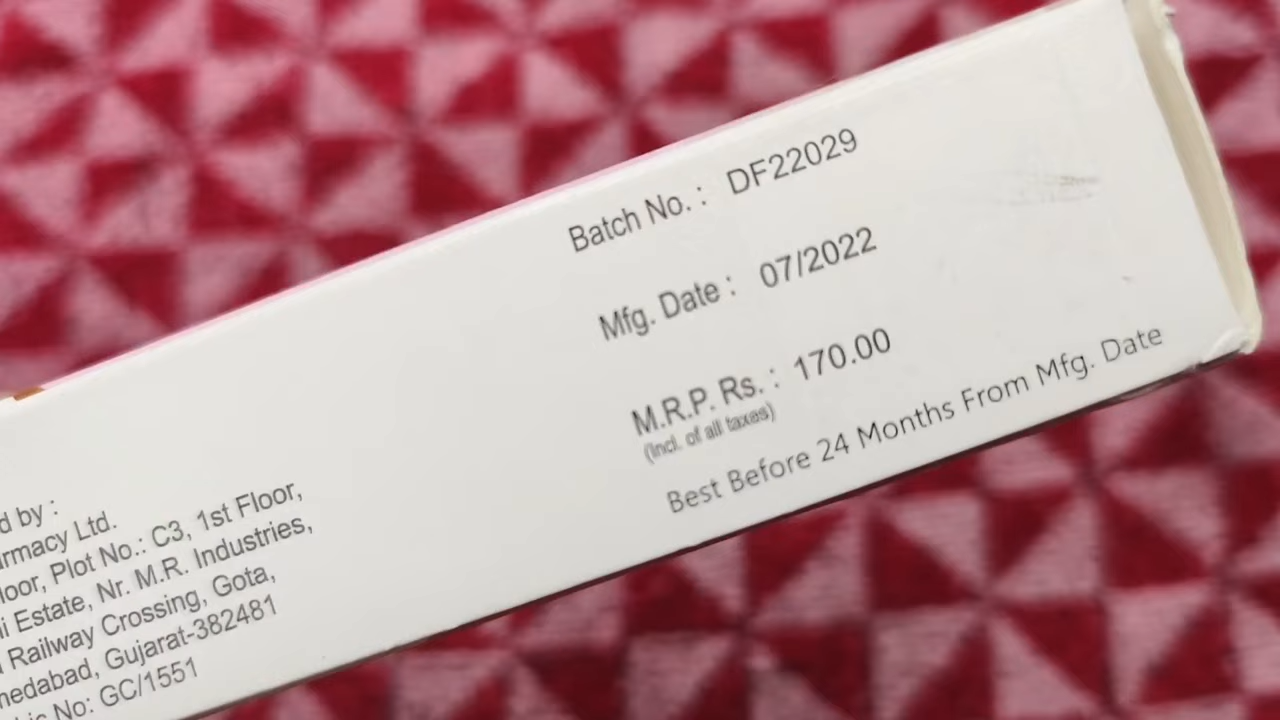 Batch No. : DF22029
Mfg. Date : 07/2022
M.R.P. Rs. : 170.00
(Incl. of all taxes)
Best Before 24 Months From Mfg. Date
d by :
rmacy Ltd.
loor, Plot No.: C3, 1st Floor,
i Estate, Nr. M.R. Industries,
Railway Crossing, Gota,
medabad, Gujarat-382481
No: GC/1551